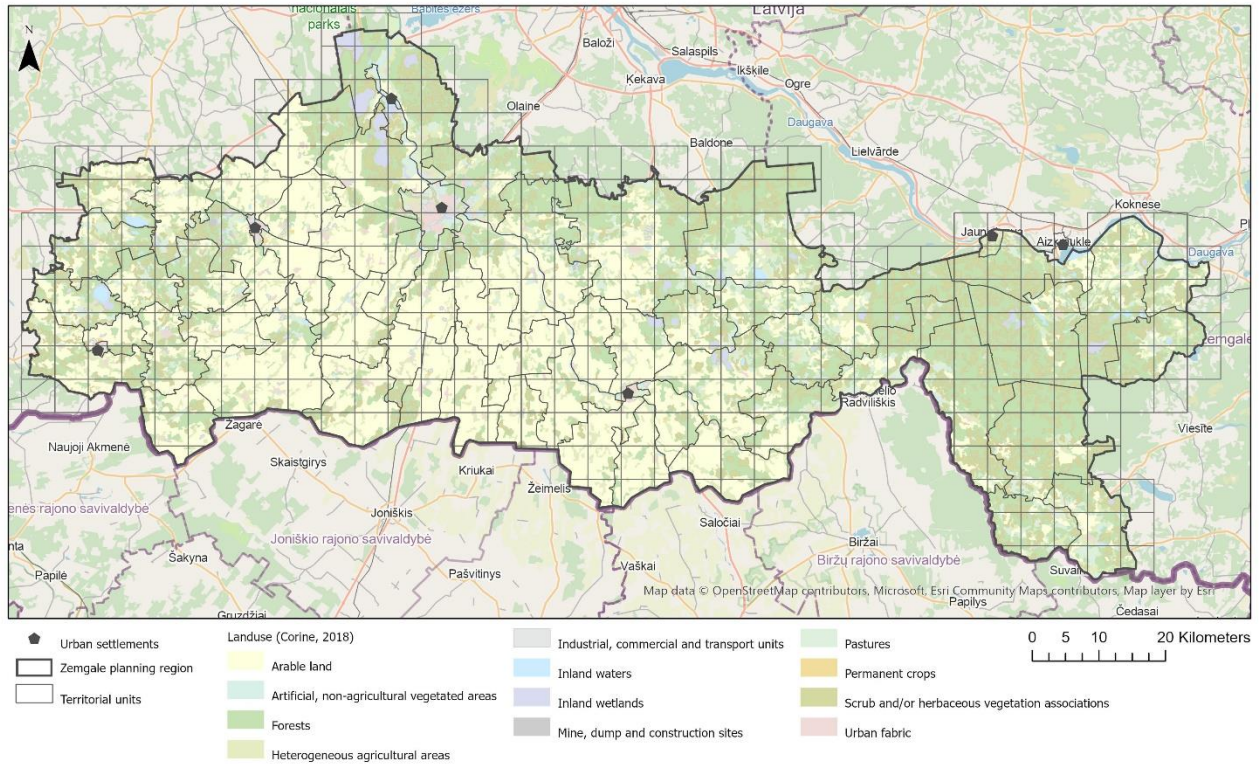 nacionālais
parks
Babītes ezers
Latvija
N
Baloži
Salaspils
Ikšķile
Ķekava
Ogre
Olaine
Daugava
Baldone
Lielvārde
Koknese
Jaun
Aizkraukle
Daugava
Zemgale
Radviliškis
Naujoji Akmenė
Žagarė
Viesīte
Skaistgirys
Kriukai
Žeimelis
Saločiai
Joniškis
Joniškio rajono savivaldybė
Biržai
Biržų rajono savivaldybė
Šakyna
Pašvitinys
Vaškai
Papilė
Gruzdžiai
Papilys
Čedasai
Map data © OpenStreetMap contributors, Microsoft, Esri Community Maps contributors, Map layer by Esri
Urban settlements
Zemgale planning region
Territorial units
Landuse (Corine, 2018)
Arable land
Artificial, non-agricultural vegetated areas
Forests
Heterogeneous agricultural areas
Industrial, commercial and transport units
Inland waters
Inland wetlands
Mine, dump and construction sites
Pastures
Permanent crops
Scrub and/or herbaceous vegetation associations
Urban fabric
0 5 10 20 Kilometers